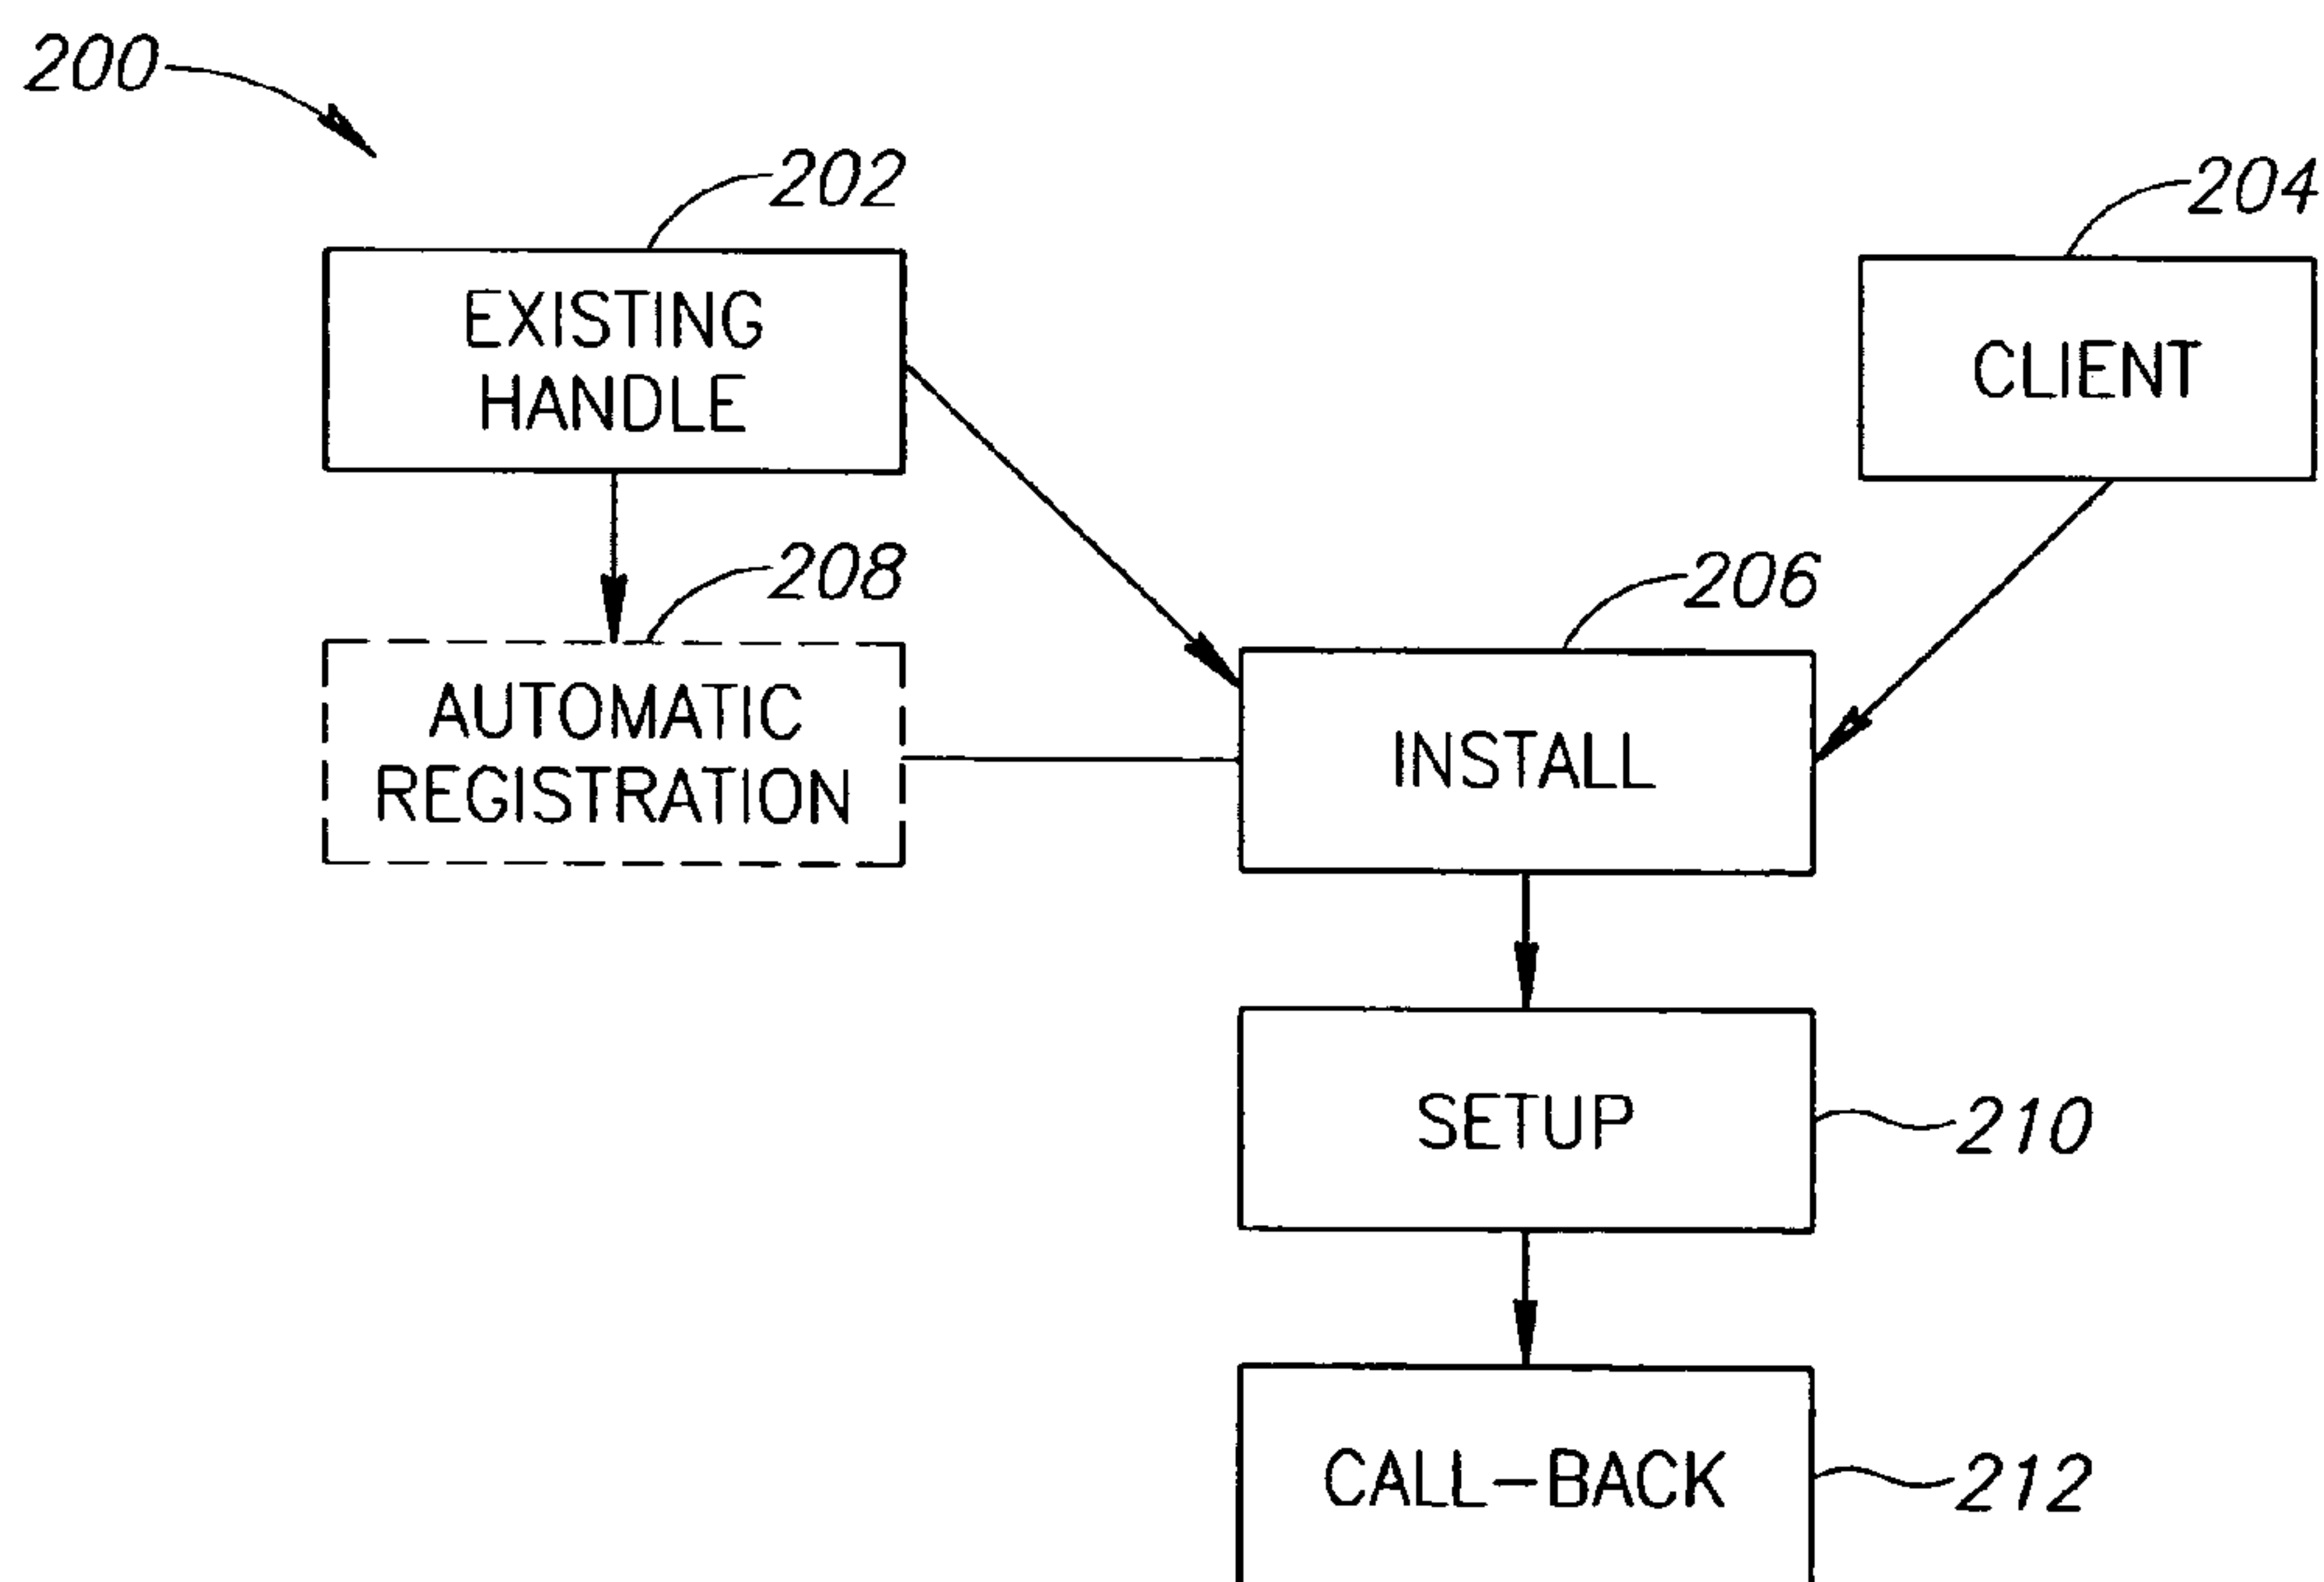 200
202
204
EXISTING
HANDLE
CLIENT
208
206
AUTOMATIC
REGISTRATION
INSTALL
SETUP
210
CALL-BACK
212